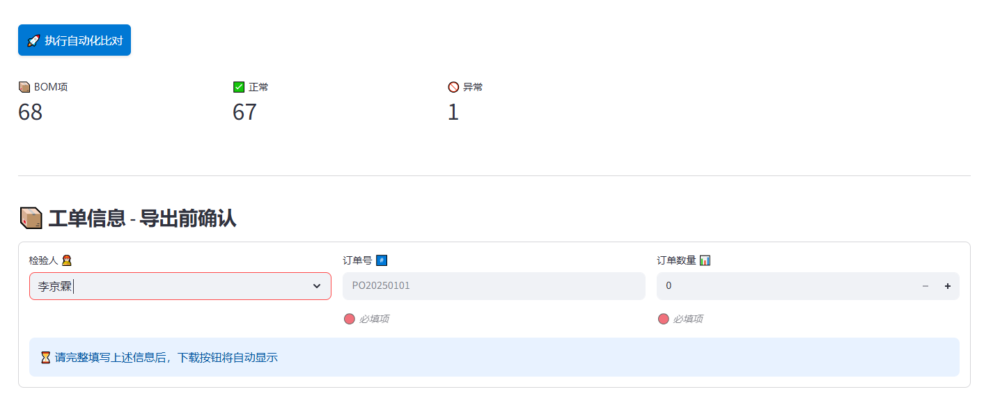 🚀 执行自动化比对
📦 BOM项
✅ 正常
🚫 异常
68
67
1
📦 工单信息 - 导出前确认
检验人
订单号 #️⃣
订单数量 📊
李京霖
PO20250101
0
必填项
必填项
⏳ 请完整填写上述信息后，下载按钮将自动显示